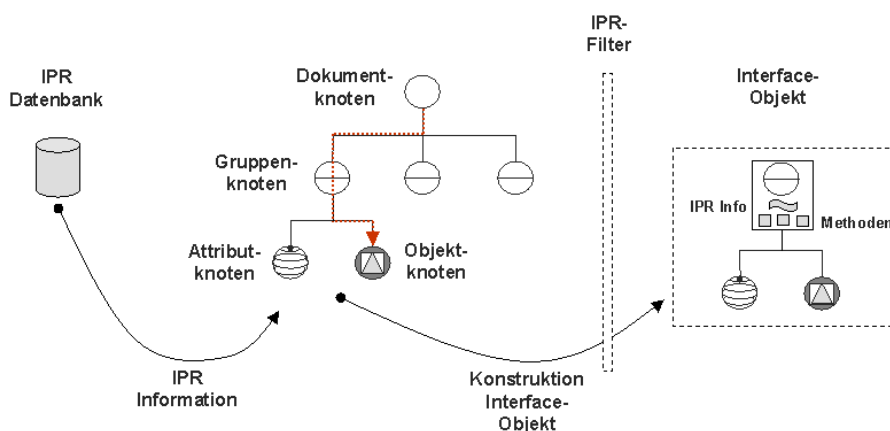 IPR
Datenbank
Dokument-
knoten
IPR-
Filter
Interface-
Objekt
Gruppen-
knoten
IPR Info
Methoden
Attribut-
knoten
Objekt-
knoten
IPR
Information
Konstruktion
Interface-
Objekt